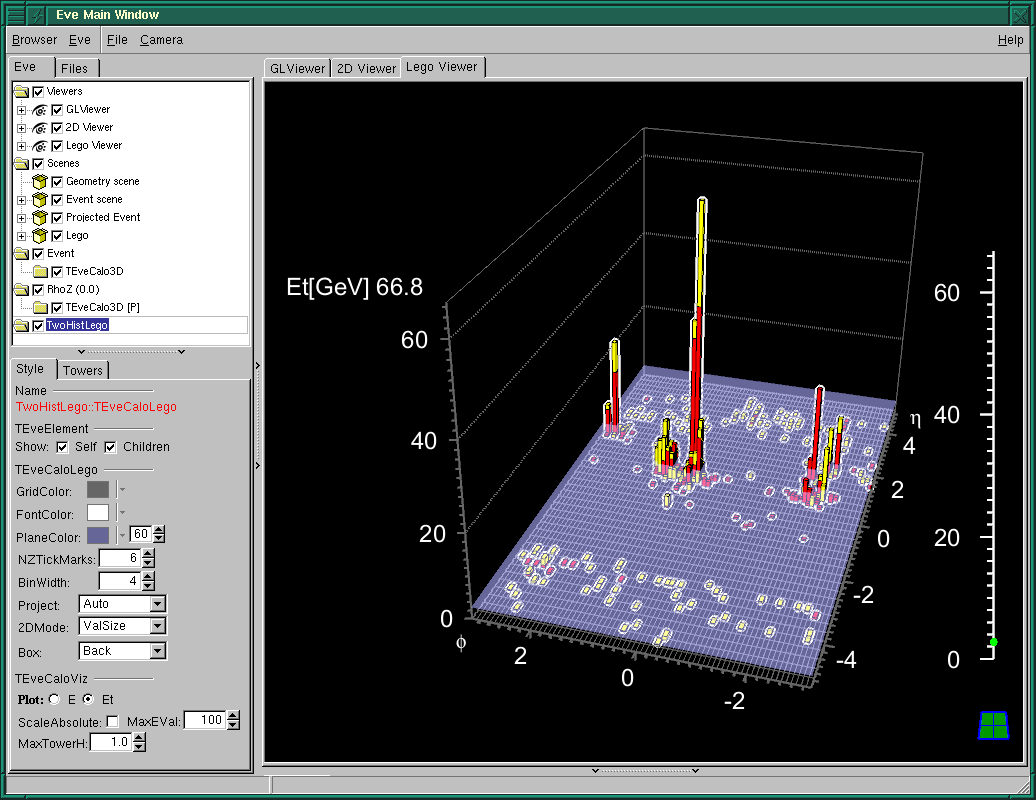 Eve Main Window
Browser Eve File Camera Help
Eve Files
GLViewer 2D Viewer Lego Viewer
Viewers
GLViewer
2D Viewer
Lego Viewer
Scenes
Geometry scene
Event scene
Projected Event
Lego
Event
TEveCalo3D
RhoZ (0.0)
TEveCalo3D [P]
TwoHistLego
Style Towers
Name
TwoHistLego::TEveCaloLego
TEveElement
Show: Self Children
TEveCaloLego
GridColor:
FontColor:
PlaneColor: 60
NZTickMarks: 6
BinWidth: 4
Project: Auto
2DMode: ValSize
Box: Back
TEveCaloViz
Plot: E Et
ScaleAbsolute: MaxEVal: 100
MaxTowerH: 1.0
Et[GeV] 66.8
60
40
20
0
ϕ
2
0
-2
η
4
2
0
-2
-4
60
40
20
0